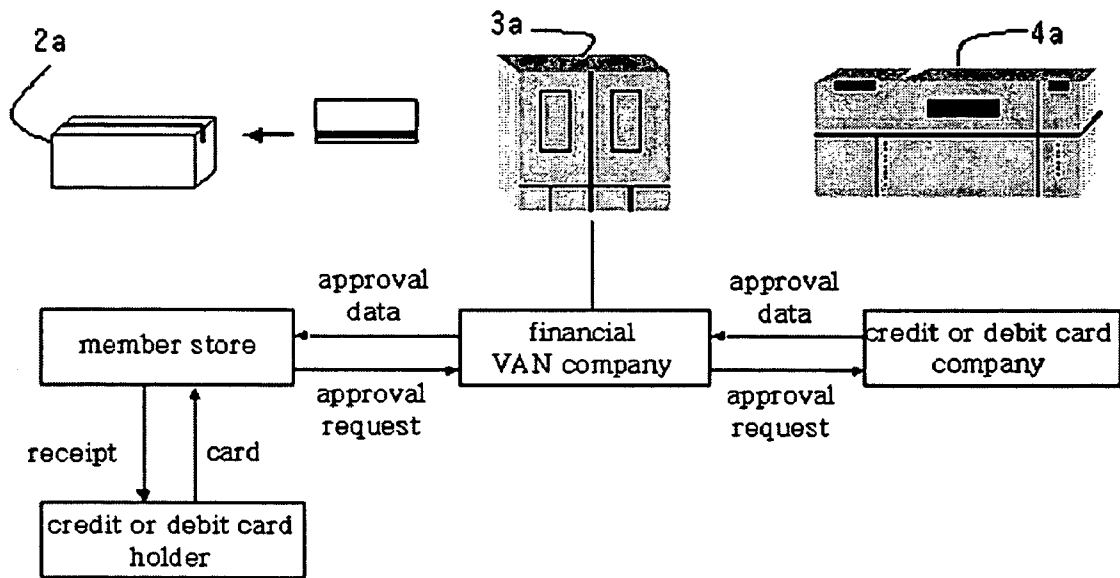 2a
3a
4a
approval
data
approval
data
member store
financial
VAN company
credit or debit card
company
approval
request
approval
request
receipt
card
credit or debit card
holder